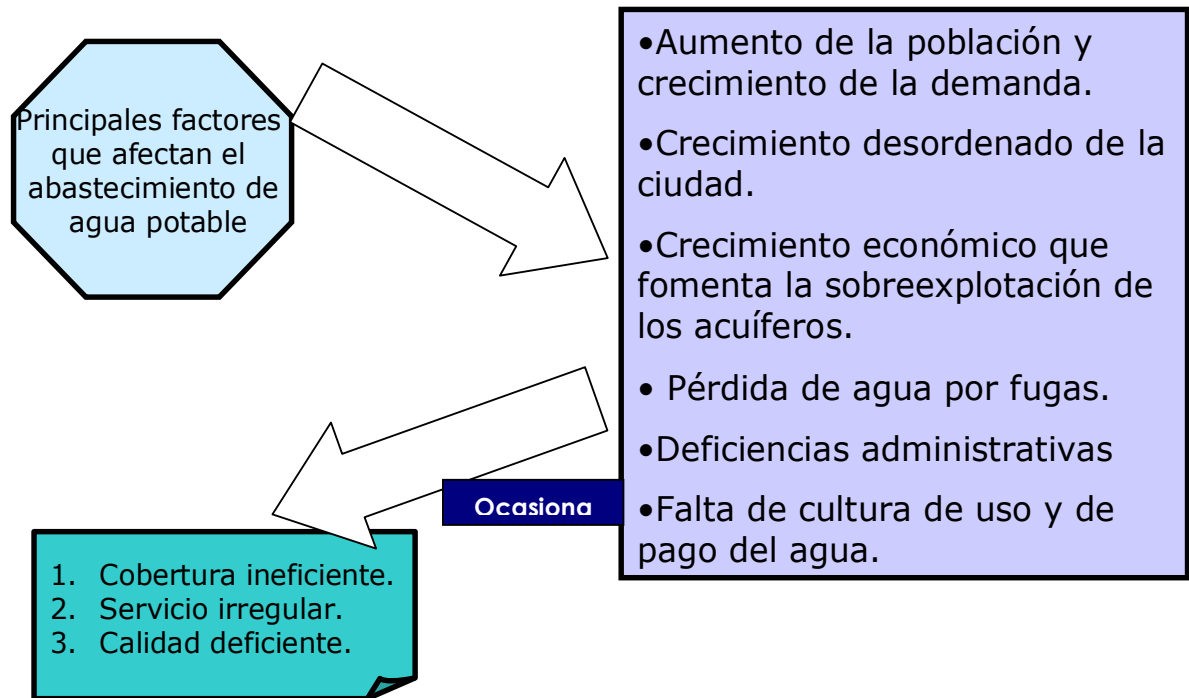 Principales factores
que afectan el
abastecimiento de
agua potable
•Aumento de la población y
crecimiento de la demanda.
•Crecimiento desordenado de la
ciudad.
•Crecimiento económico que
fomenta la sobreexplotación de
los acuíferos.
• Pérdida de agua por fugas.
•Deficiencias administrativas
•Falta de cultura de uso y de
pago del agua.
Ocasiona
1. Cobertura ineficiente.
2. Servicio irregular.
3. Calidad deficiente.